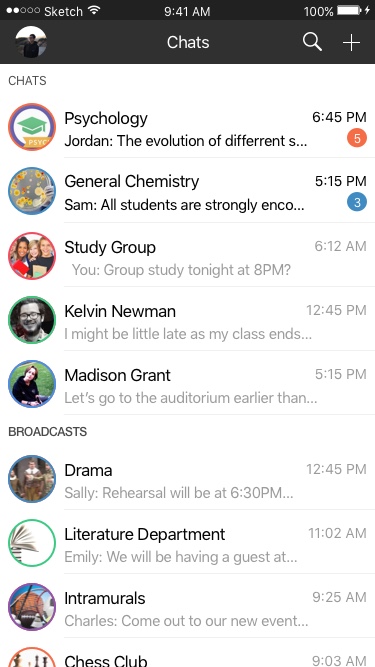 Sketch 9:41 AM 100%
Chats
CHATS
Psychology 6:45 PM
Jordan: The evolution of differrent s... 5
PSYC
General Chemistry 5:15 PM
Sam: All students are strongly enco... 3
Study Group 6:12 AM
You: Group study tonight at 8PM?
Kelvin Newman 12:45 PM
I might be little late as my class ends...
Madison Grant 5:15 PM
Let's go to the auditorium earlier than...
BROADCASTS
Drama 12:45 PM
Sally: Rehearsal will be at 6:30PM...
Literature Department 11:02 AM
Emily: We will be having a guest at...
Intramurals 9:25 AM
Charles: Come out to our new event...
Chess Club 9:03 AM